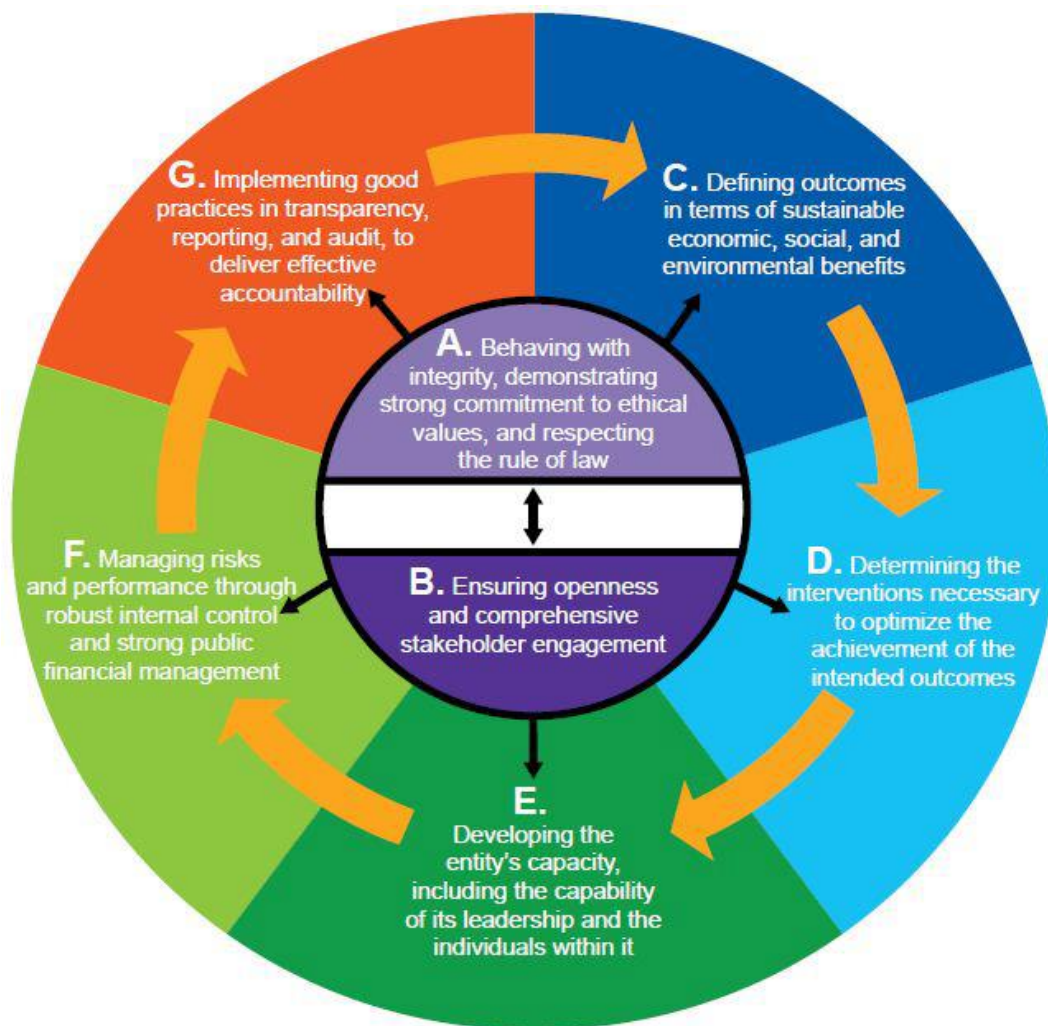 G. Implementing good
practices in transparency,
reporting, and audit, to
deliver effective
accountability
C. Defining outcomes
in terms of sustainable
economic, social, and
environmental benefits
A. Behaving with
integrity, demonstrating
strong commitment to ethical
values, and respecting
the rule of law
B. Ensuring openness
and comprehensive
stakeholder engagement
F. Managing risks
and performance through
robust internal control
and strong public
financial management
D. Determining the
interventions necessary
to optimize the
achievement of the
intended outcomes
E.
Developing the
entity's capacity,
including the capability
of its leadership and the
individuals within it